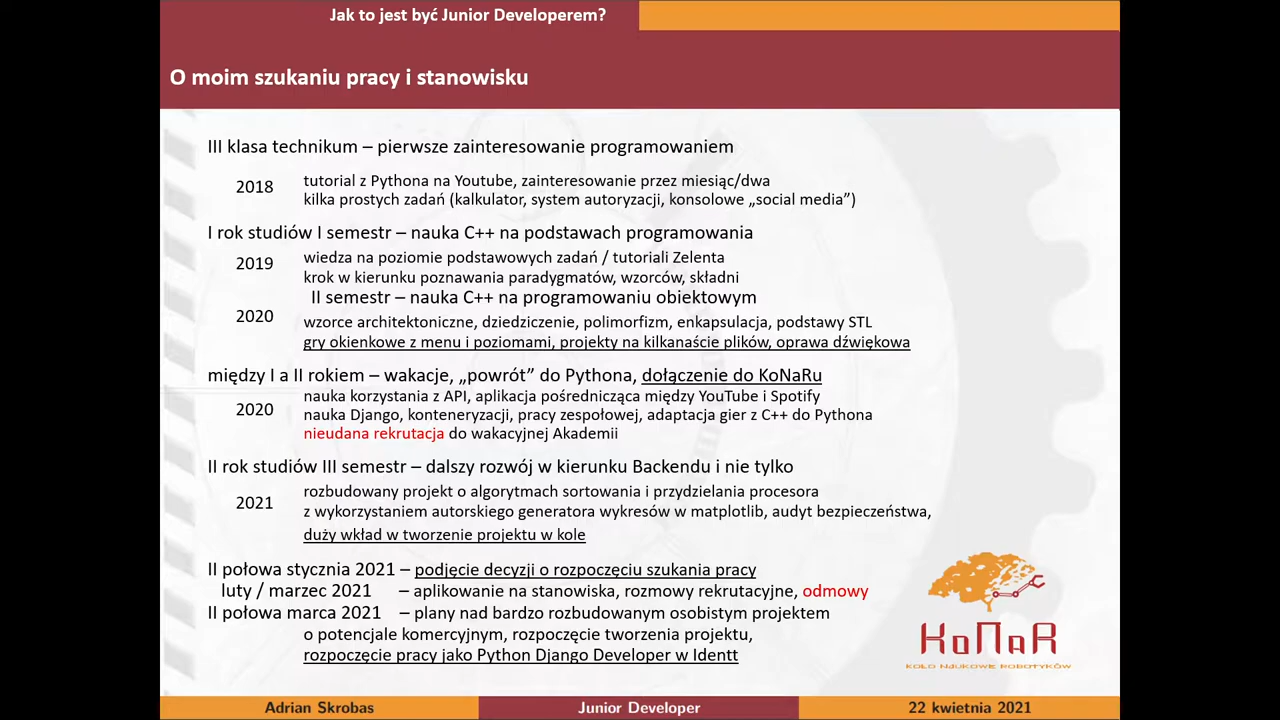 Jak to jest być Junior Developerem?
O moim szukaniu pracy i stanowisku
III klasa technikum – pierwsze zainteresowanie programowaniem
2018
tutorial z Pythona na Youtube, zainteresowanie przez miesiąc/dwa
kilka prostych zadań (kalkulator, system autoryzacji, konsolowe „social media”)
I rok studiów I semestr – nauka C++ na podstawach programowania
2019
wiedza na poziomie podstawowych zadań / tutoriali Zelenta
krok w kierunku poznawania paradygmatów, wzorców, składni
II semestr – nauka C++ na programowaniu obiektowym
2020
wzorce architektoniczne, dziedziczenie, polimorfizm, enkapsulacja, podstawy STL
gry okienkowe z menu i poziomami, projekty na kilkanaście plików, oprawa dźwiękowa
między I a II rokiem – wakacje, „powrót” do Pythona, dołączenie do KoNaRu
2020
nauka korzystania z API, aplikacja pośrednicząca między YouTube i Spotify
nauka Django, konteneryzacji, pracy zespołowej, adaptacja gier z C++ do Pythona
nieudana rekrutacja do wakacyjnej Akademii
II rok studiów III semestr – dalszy rozwój w kierunku Backendu i nie tylko
2021
rozbudowany projekt o algorytmach sortowania i przydzielania procesora
z wykorzystaniem autorskiego generatora wykresów w matplotlib, audyt bezpieczeństwa,
duży wkład w tworzenie projektu w kole
II połowa stycznia 2021 – podjęcie decyzji o rozpoczęciu szukania pracy
luty / marzec 2021 – aplikowanie na stanowiska, rozmowy rekrutacyjne, odmowy
II połowa marca 2021 – plany nad bardzo rozbudowanym osobistym projektem
o potencjale komercyjnym, rozpoczęcie tworzenia projektu,
rozpoczęcie pracy jako Python Django Developer w Identt
KoNaR
KOŁO NAUKOWE ROBOTYKÓW
Adrian Skrobas
Junior Developer
22 kwietnia 2021